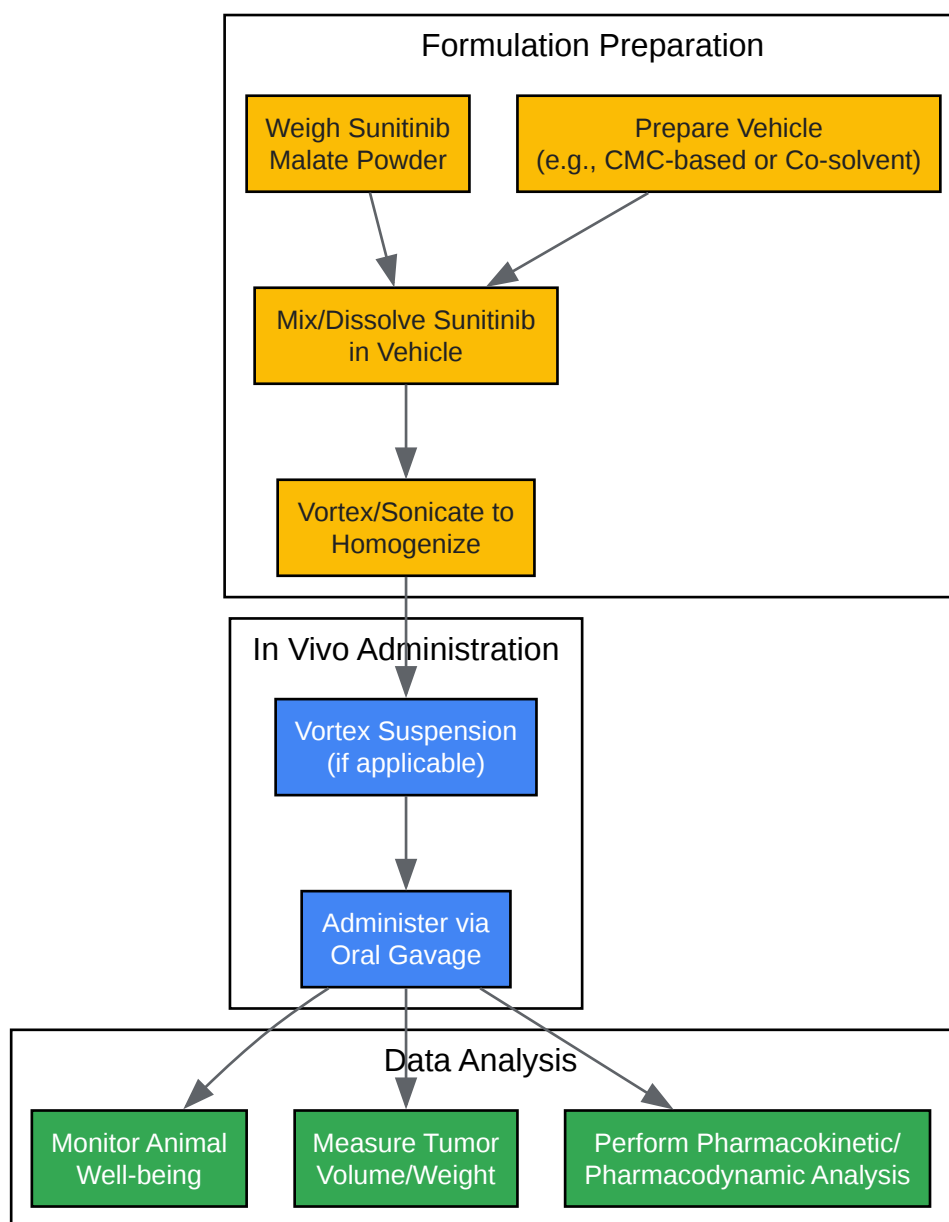 Formulation Preparation
Weigh Sunitinib
Malate Powder
Prepare Vehicle
(e.g., CMC-based or Co-solvent)
Mix/Dissolve Sunitinib
in Vehicle
Vortex/Sonicate to
Homogenize
In Vivo Administration
Vortex Suspension
(if applicable)
Administer via
Oral Gavage
Data Analysis
Monitor Animal
Well-being
Measure Tumor
Volume/Weight
Perform Pharmacokinetic/
Pharmacodynamic Analysis